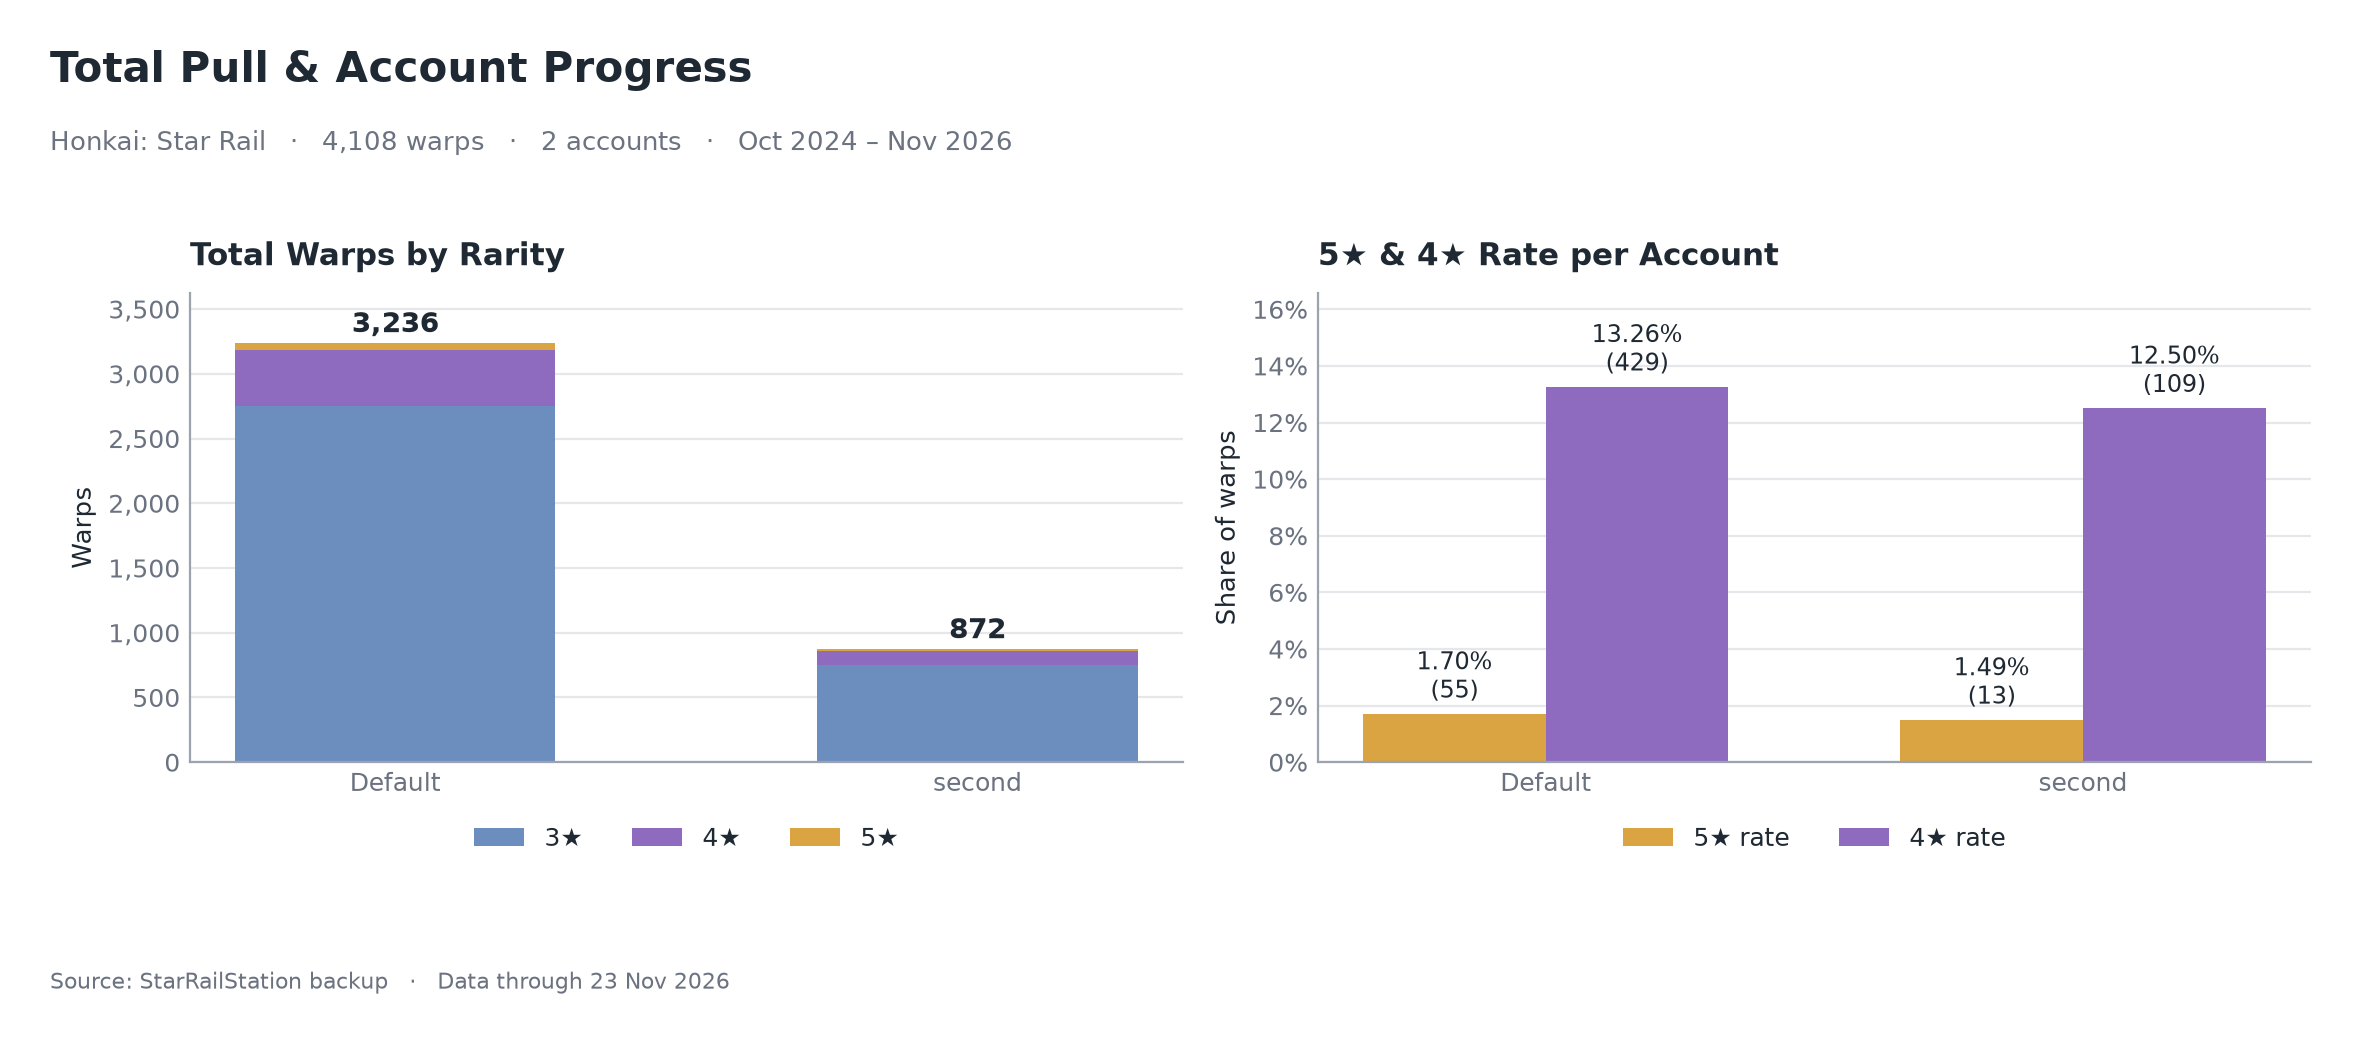 Total Pull & Account Progress
Honkai: Star Rail · 4,108 warps · 2 accounts · Oct 2024 – Nov 2026
Total Warps by Rarity
Warps
3,500
3,000
2,500
2,000
1,500
1,000
500
0
3,236
872
Default
second
3★
4★
5★
5★ & 4★ Rate per Account
Share of warps
16%
14%
12%
10%
8%
6%
4%
2%
0%
1.70%
(55)
13.26%
(429)
1.49%
(13)
12.50%
(109)
Default
second
5★ rate
4★ rate
Source: StarRailStation backup · Data through 23 Nov 2026